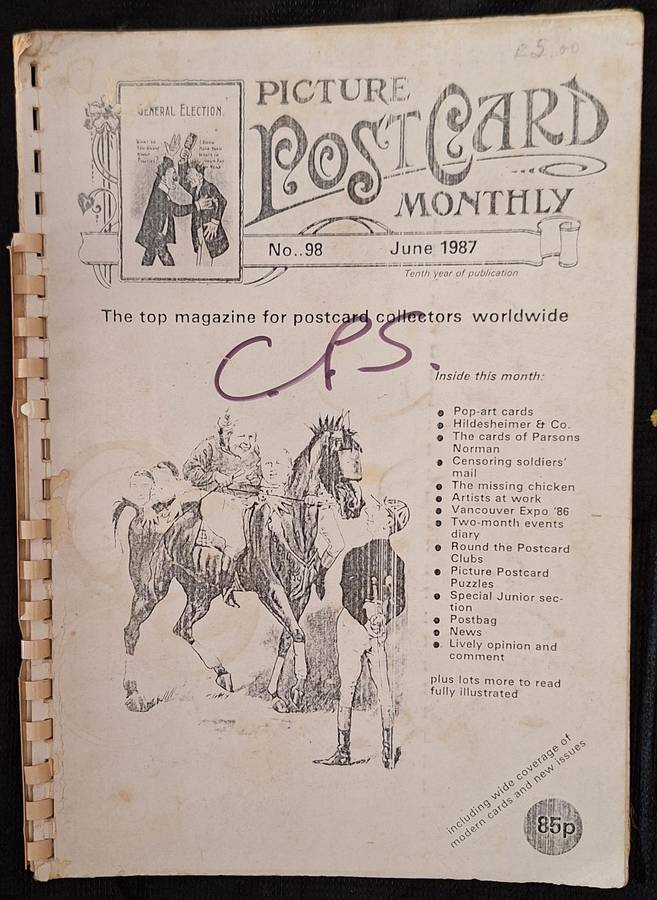 R5.00
GENERAL ELECTION.
PICTURE
POSTCARD
MONTHLY
No..98 June 1987
Tenth year of publication
The top magazine for postcard collectors worldwide
C.P.S.
Inside this month:
● Pop-art cards
● Hildesheimer & Co.
● The cards of Parsons
Norman
● Censoring soldiers'
mail
● The missing chicken
● Artists at work
● Vancouver Expo '86
● Two-month events
diary
● Round the Postcard
Clubs
● Picture Postcard
Puzzles
● Special Junior sec-
tion
● Postbag
● News
● Lively opinion and
comment
plus lots more to read
fully illustrated
including wide coverage of
modern cards and new issues
85p